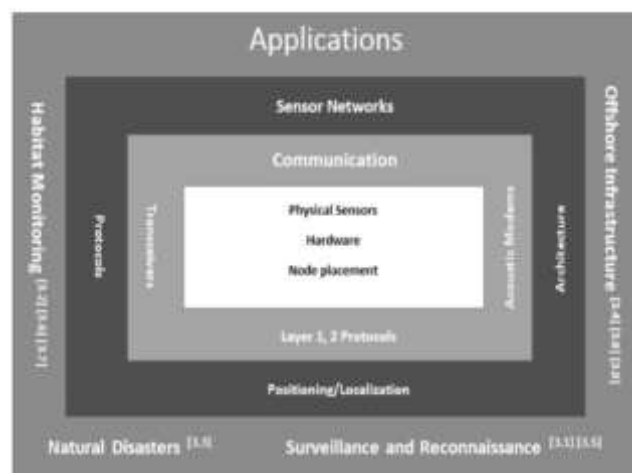 Applications
Sensor Networks
Communication
Physical Sensors
Hardware
Node placement
Layer 1, 2 Protocols
Positioning/Localization
Habitat Monitoring
Protocols
Transceivers
Acoustic Modems
Architecture
Offshore Infrastructure
Natural Disasters
Surveillance and Reconnaissance